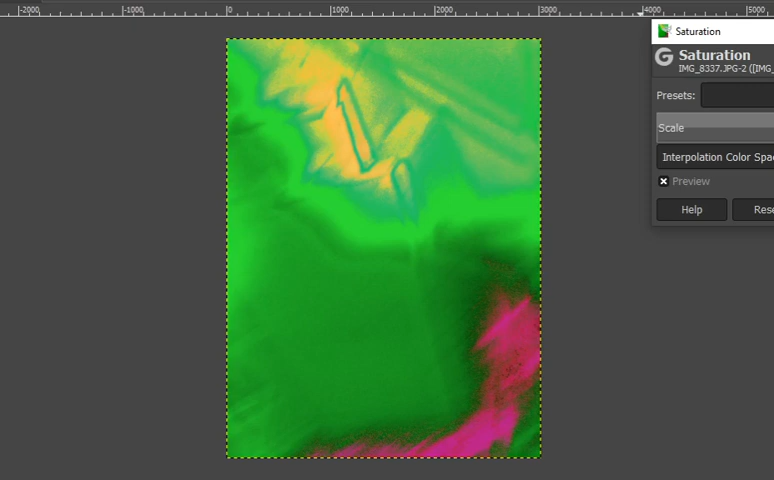 -2000 -1000 0 1000 2000 3000 4000 5000
Saturation
Saturation
IMG_8337.JPG-2 ([IMG_
Presets:
Scale
Interpolation Color Spac
Preview
Help Rese